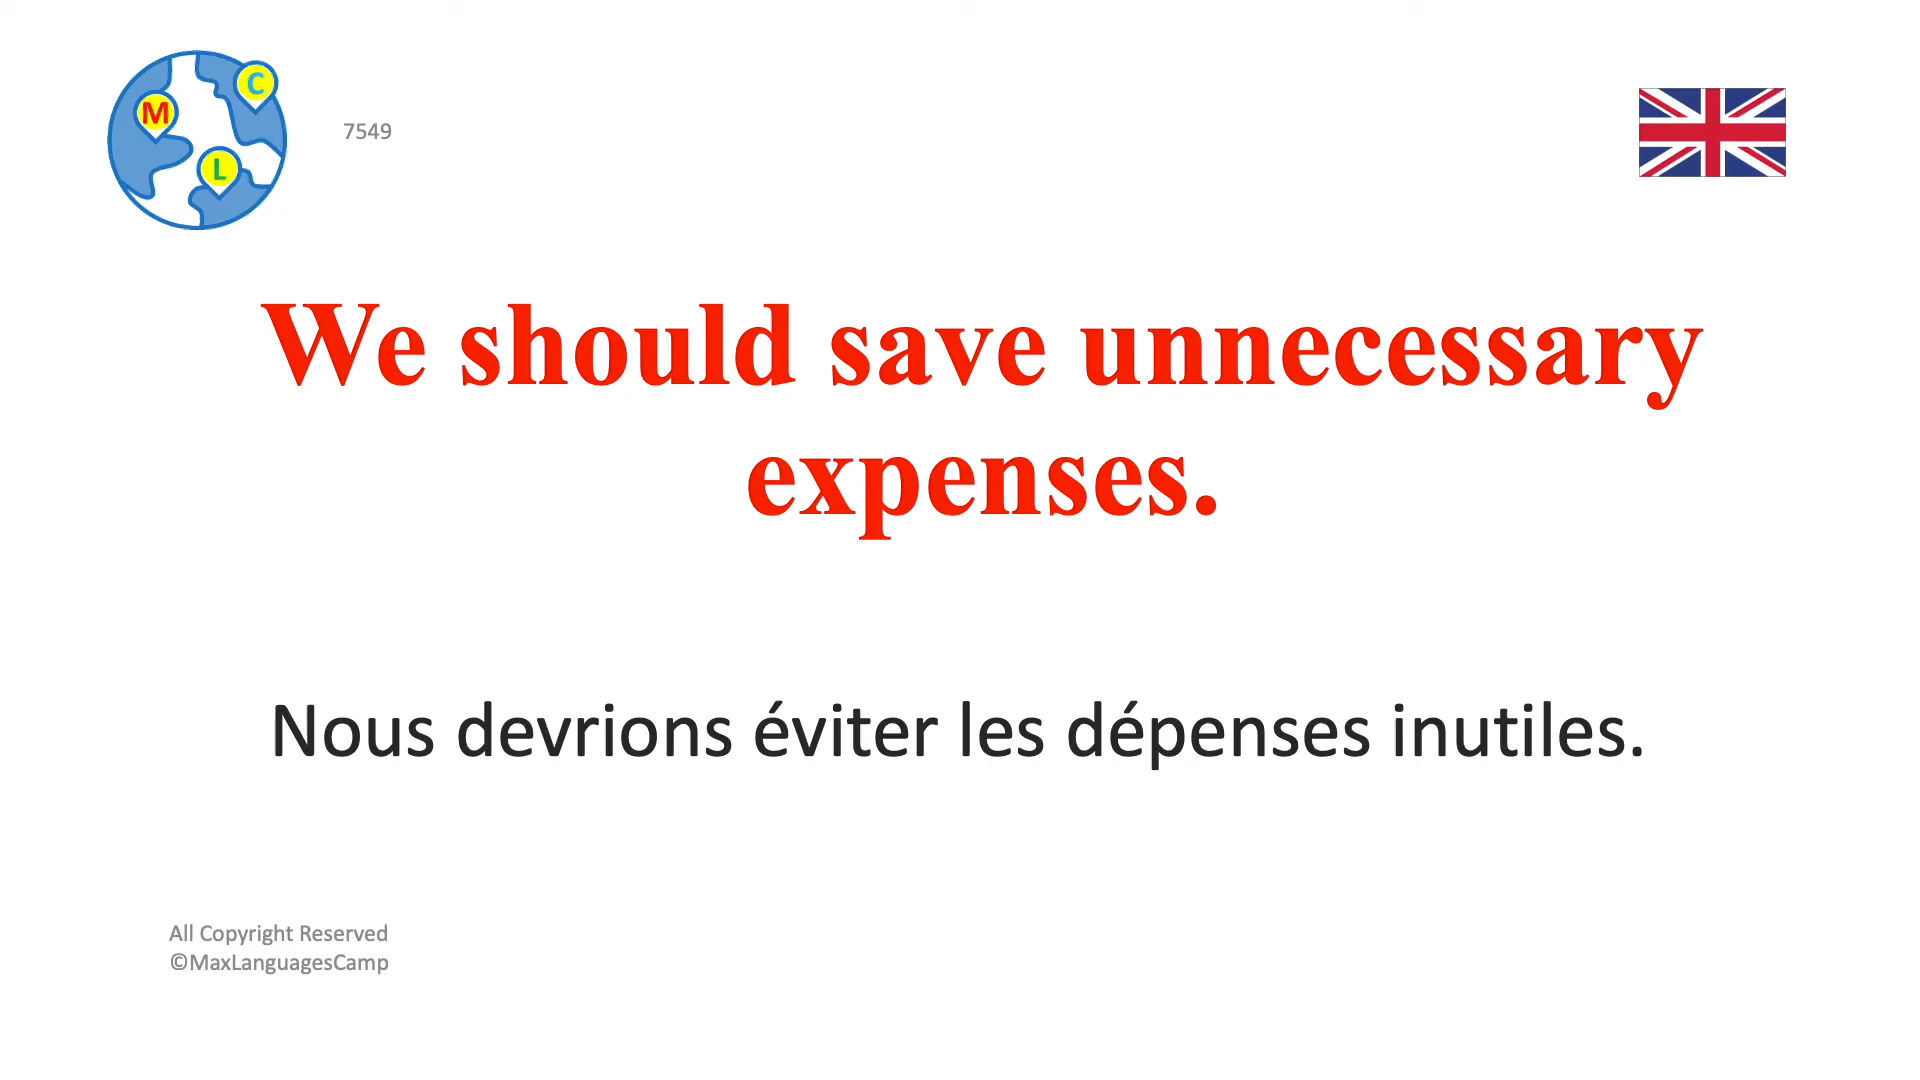 M
C
L
7549
We should save unnecessary
expenses.
Nous devrions éviter les dépenses inutiles.
All Copyright Reserved
©MaxLanguagesCamp